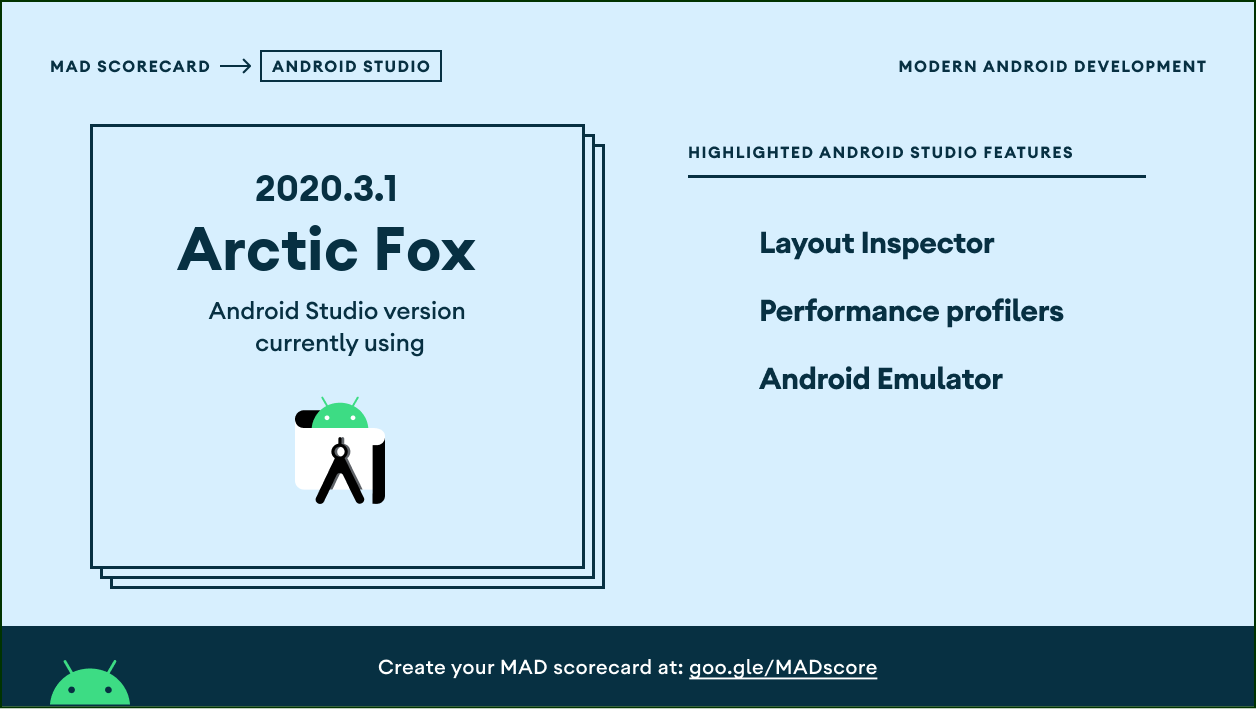 MAD SCORECARD
ANDROID STUDIO
MODERN ANDROID DEVELOPMENT
2020.3.1
Arctic Fox
Android Studio version
currently using
HIGHLIGHTED ANDROID STUDIO FEATURES
Layout Inspector
Performance profilers
Android Emulator
Create your MAD scorecard at: goo.gle/MADscore